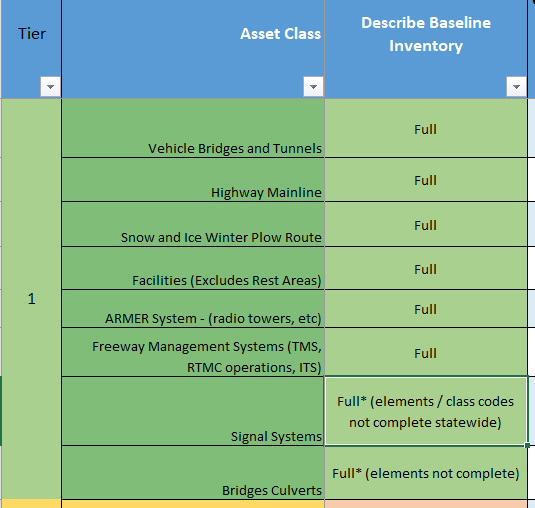 Tier
Asset Class
Describe Baseline
Inventory
1
Vehicle Bridges and Tunnels
Full
Highway Mainline
Full
Snow and Ice Winter Plow Route
Full
Facilities (Excludes Rest Areas)
Full
ARMER System - (radio towers, etc)
Full
Freeway Management Systems (TMS,
RTMC operations, ITS)
Full
Signal Systems
Full* (elements / class codes
not complete statewide)
Bridges Culverts
Full* (elements not complete)